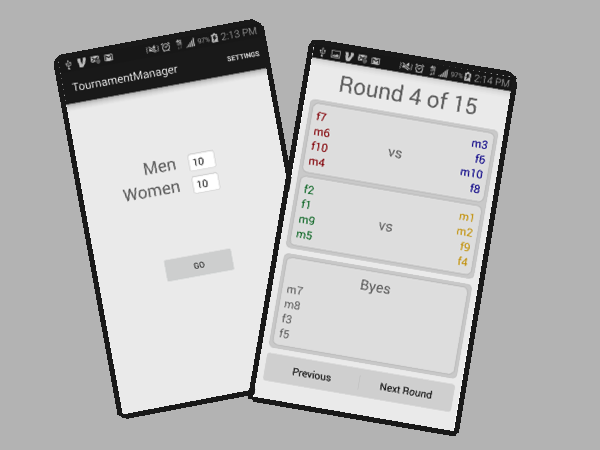 97% 2:13 PM
TournamentManager
SETTINGS
Men 10
Women 10
GO
97% 2:14 PM
Round 4 of 15
f7
m6
f10
m4
vs
m3
f6
m10
f8
f2
f1
m9
m5
vs
m1
m2
f9
f4
Byes
m7
m8
f3
f5
Previous
Next Round